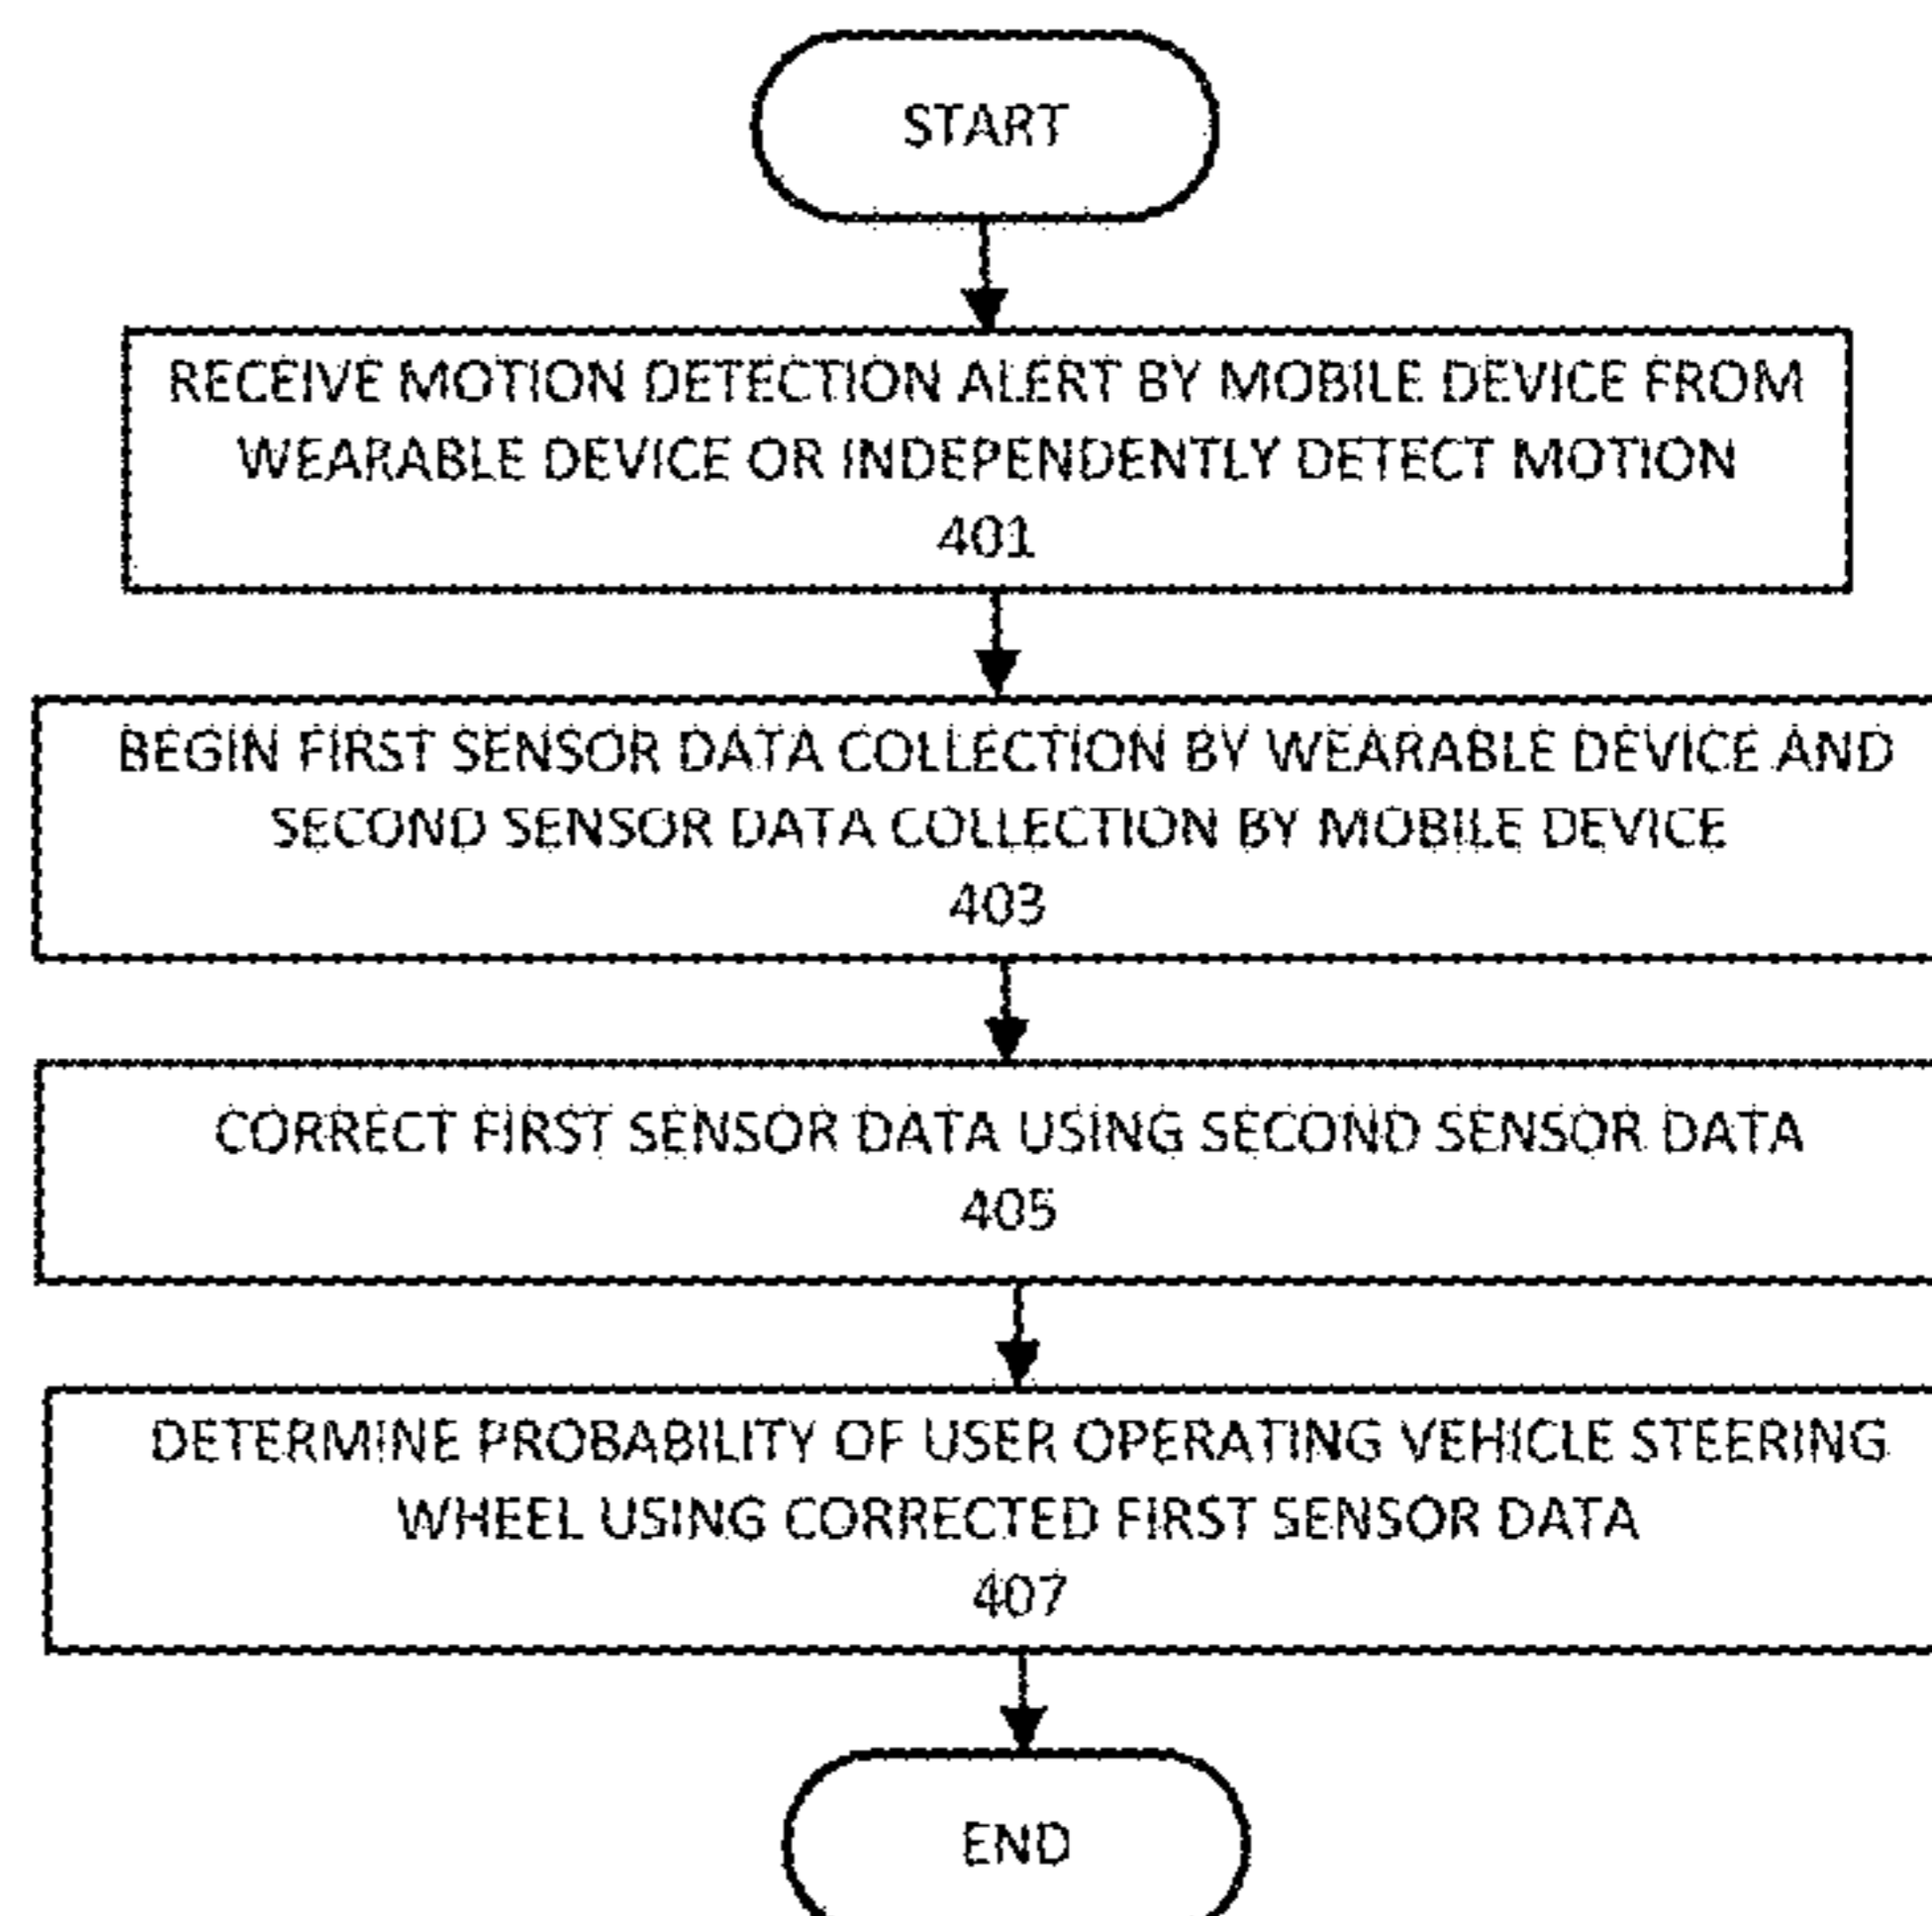 START
RECEIVE MOTION DETECTION ALERT BY MOBILE DEVICE FROM
WEARABLE DEVICE OR INDEPENDENTLY DETECT MOTION
401
BEGIN FIRST SENSOR DATA COLLECTION BY WEARABLE DEVICE AND
SECOND SENSOR DATA COLLECTION BY MOBILE DEVICE
403
CORRECT FIRST SENSOR DATA USING SECOND SENSOR DATA
405
DETERMINE PROBABILITY OF USER OPERATING VEHICLE STEERING
WHEEL USING CORRECTED FIRST SENSOR DATA
407
END